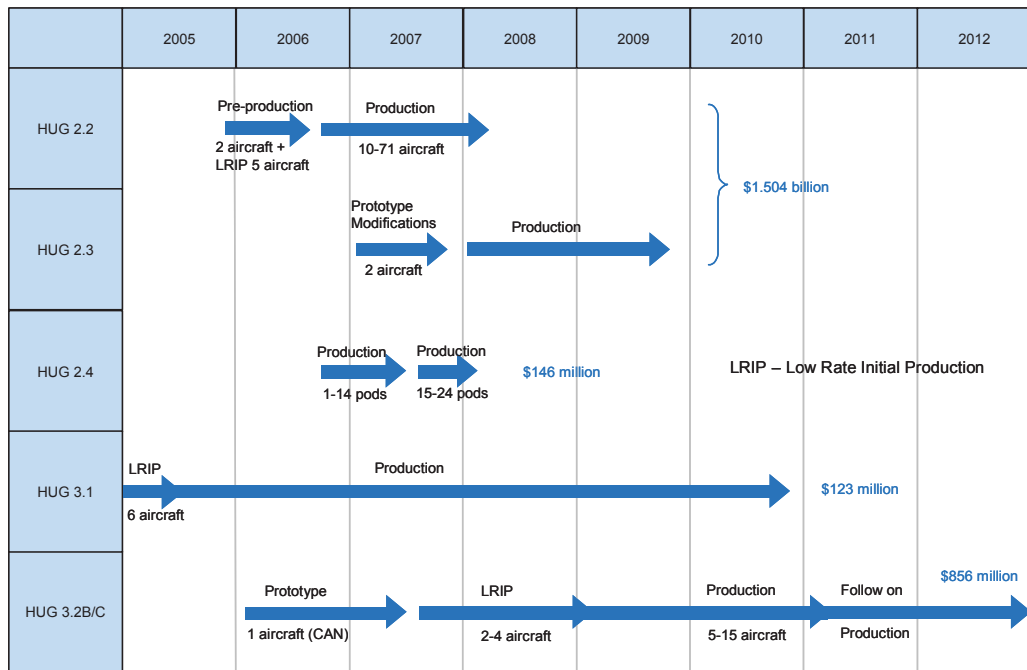 2005 2006 2007 2008 2009 2010 2011 2012
HUG 2.2
Pre-production
2 aircraft +
LRIP 5 aircraft
Production
10-71 aircraft
$1.504 billion
HUG 2.3
Prototype
Modifications
2 aircraft
Production
HUG 2.4
Production
1-14 pods
Production
15-24 pods
$146 million
LRIP – Low Rate Initial Production
HUG 3.1
LRIP
6 aircraft
Production
$123 million
HUG 3.2B/C
Prototype
1 aircraft (CAN)
LRIP
2-4 aircraft
Production
5-15 aircraft
Follow on
Production
$856 million